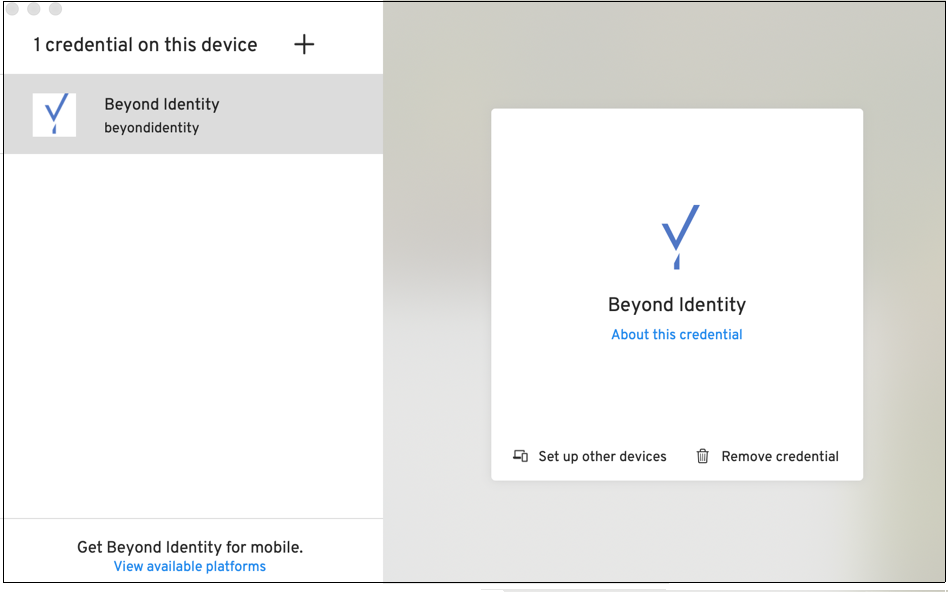 1 credential on this device
Beyond Identity
beyondidentity
Beyond Identity
About this credential
Set up other devices
Remove credential
Get Beyond Identity for mobile.
View available platforms